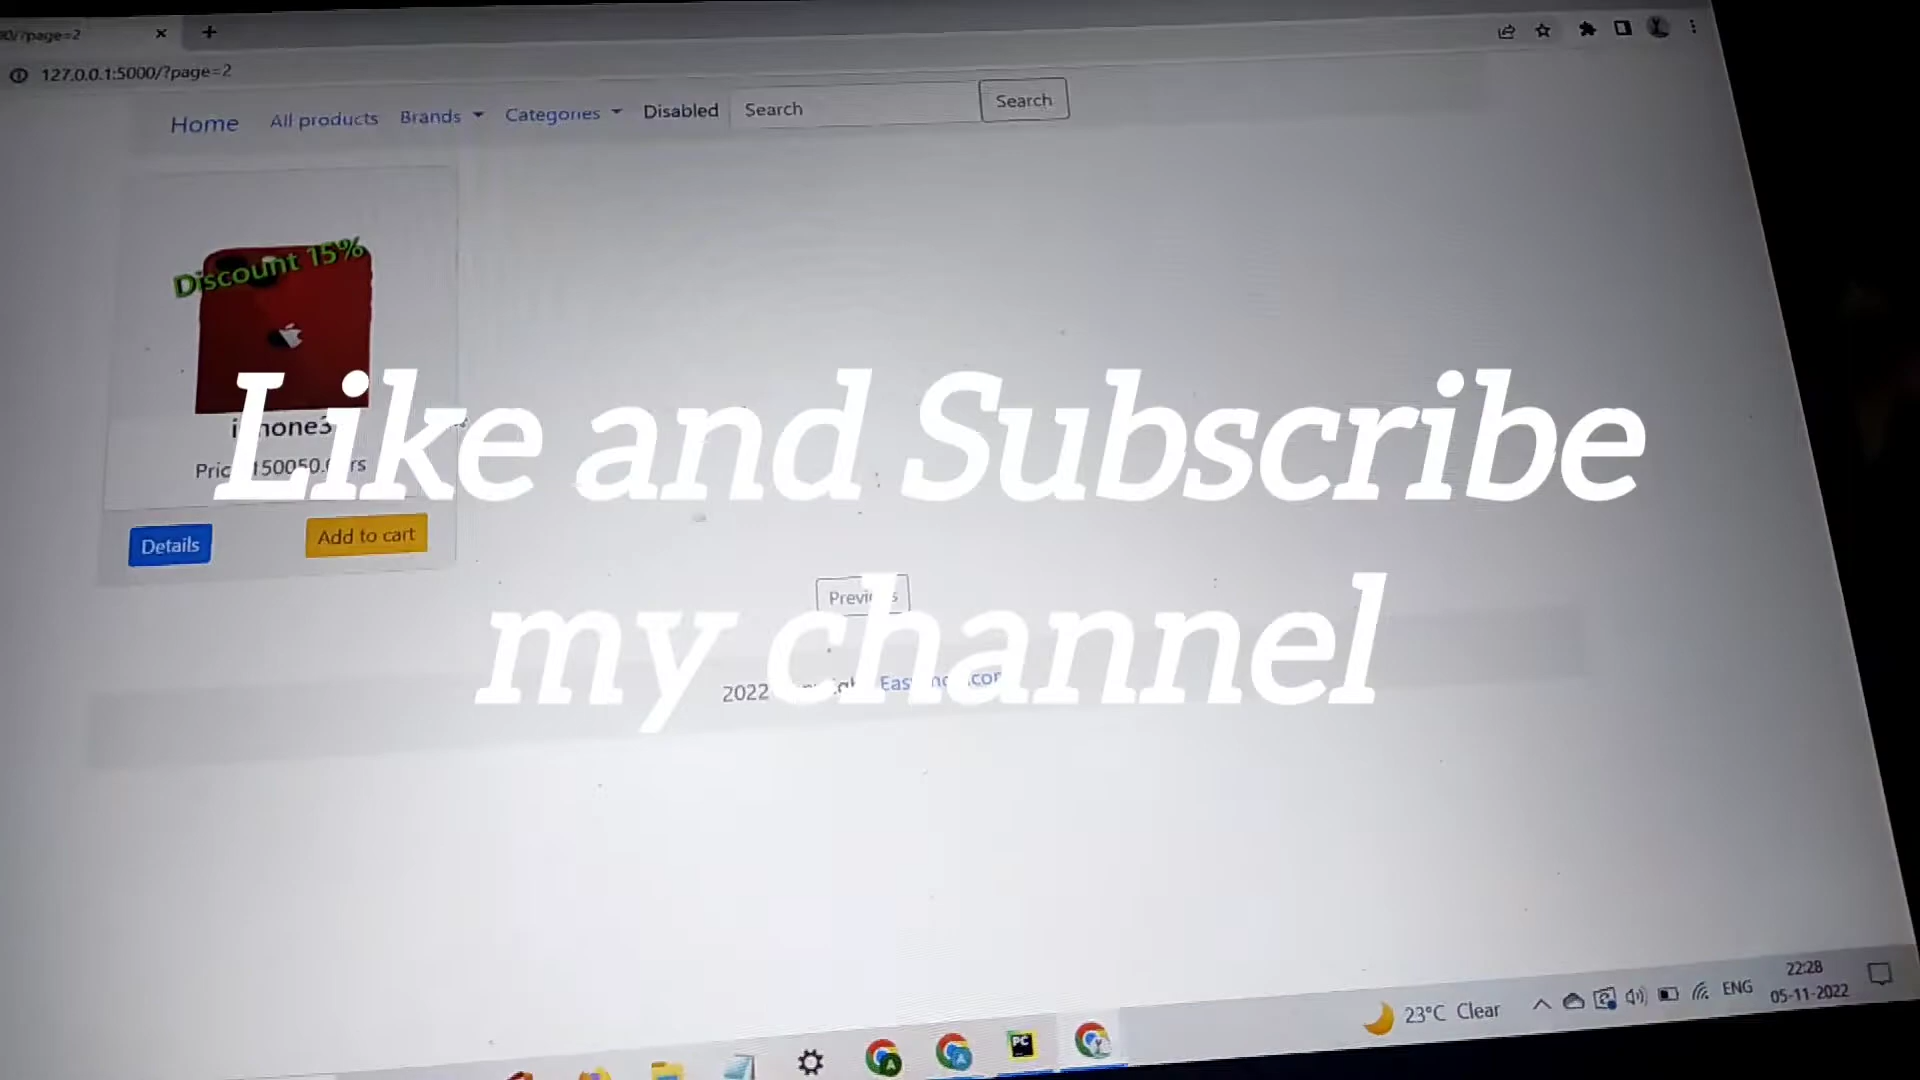 127.0.0.1:5000/?page=2
Home All products Brands Categories Disabled Search Search
Discount 15%
Details Add to cart
Like and Subscribe
my channel
2022
22:28
23°C Clear ENG 05-11-2022
PC